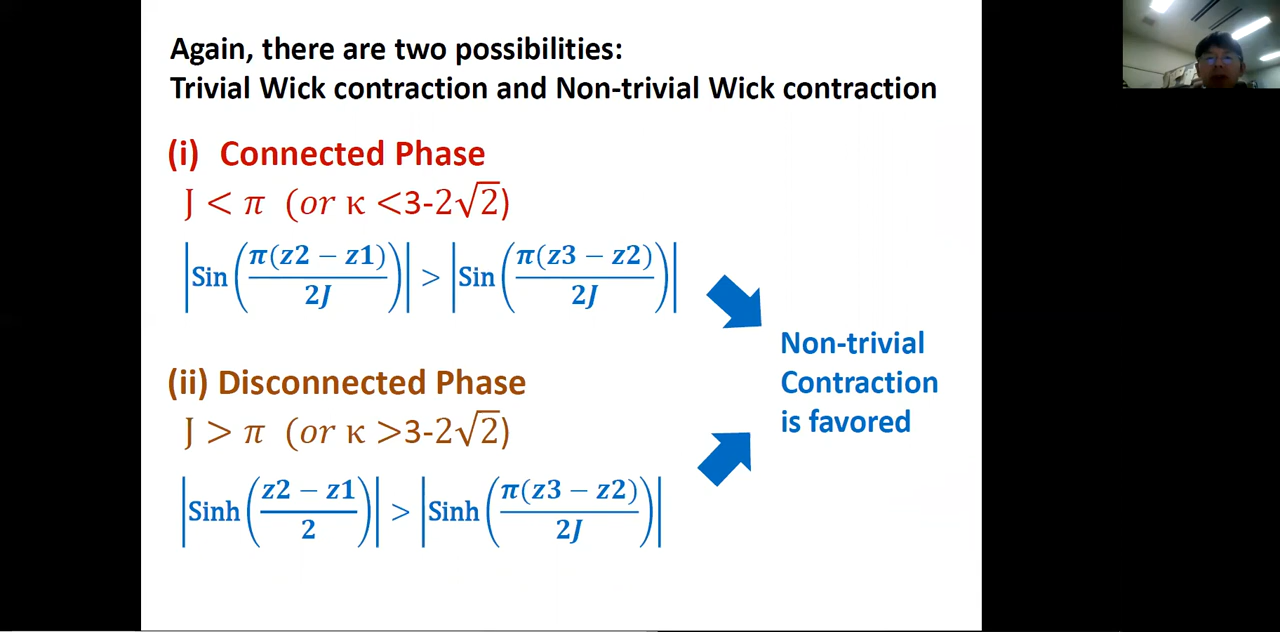 Again, there are two possibilities:
Trivial Wick contraction and Non-trivial Wick contraction
(i) Connected Phase
J < π (or κ <3-2√2)
|Sin(π(z2 − z1)/2J)| > |Sin(π(z3 − z2)/2J)|
Non-trivial
Contraction
is favored
(ii) Disconnected Phase
J > π (or κ >3-2√2)
|Sinh(z2 − z1/2)| > |Sinh(π(z3 − z2)/2J)|